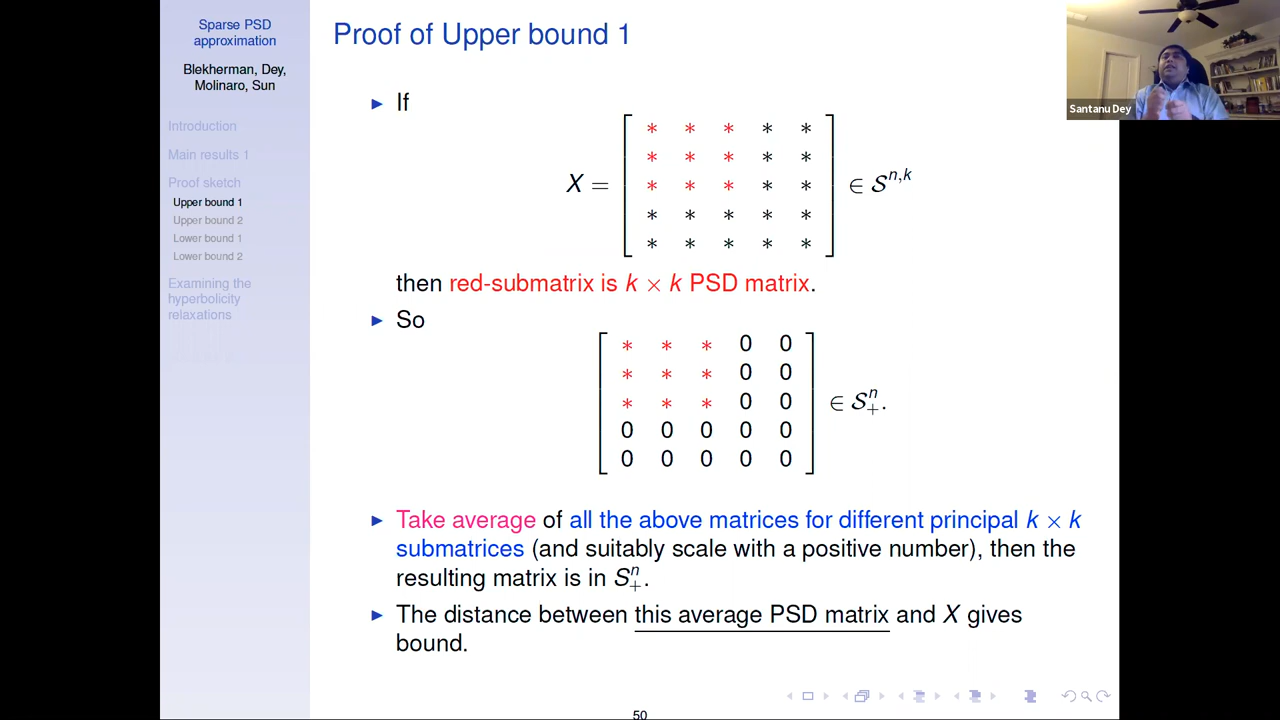 Sparse PSD
approximation
Blekherman, Dey,
Molinaro, Sun
Introduction
Main results 1
Proof sketch
Upper bound 1
Upper bound 2
Lower bound 1
Lower bound 2
Examining the
hyperbolicity
relaxations
Proof of Upper bound 1
▶ If
X = [ * * * * *
* * * * *
* * * * * ∈ 𝒮^{n,k}
* * * * *
* * * * * ]
then red-submatrix is k × k PSD matrix.
▶ So
[ * * * 0 0
* * * 0 0
* * * 0 0 ∈ 𝒮^n_+.
0 0 0 0 0
0 0 0 0 0 ]
▶ Take average of all the above matrices for different principal k × k
submatrices (and suitably scale with a positive number), then the
resulting matrix is in S^n_+.
▶ The distance between this average PSD matrix and X gives
bound.
50
Santanu Dey